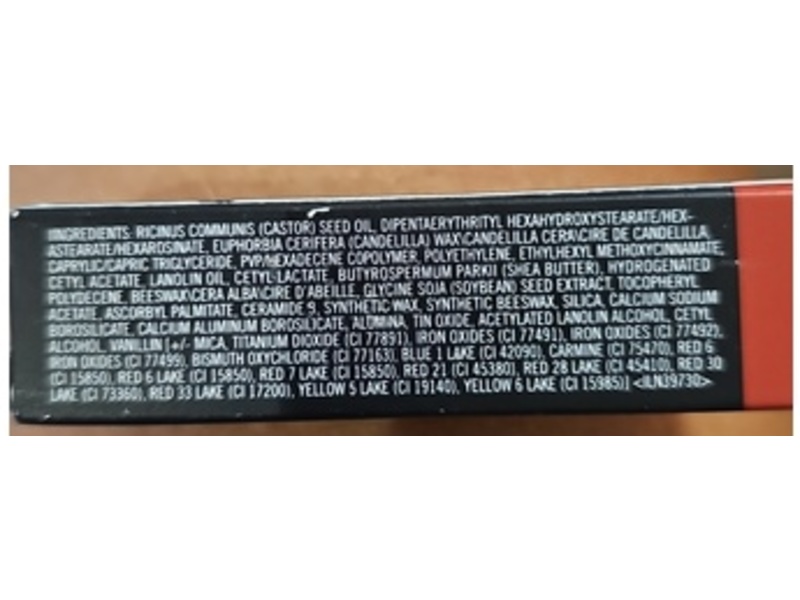 INGREDIENTS: RICINUS COMMUNIS (CASTOR) SEED OIL, DIPENTAERYTHRITYL HEXAHYDROXYSTEARATE/HEX-
ASTEARATE/HEXAROSINATE, EUPHORBIA CERIFERA (CANDELILLA) WAX\CANDELILLA CERA\CIRE DE CANDELILLA,
CAPRYLIC/CAPRIC TRIGLYCERIDE, PVP/HEXADECENE COPOLYMER, POLYETHYLENE, ETHYLHEXYL METHOXYCINNAMATE,
CETYL ACETATE, LANOLIN OIL, CETYL-LACTATE, BUTYROSPERMUM PARKII (SHEA BUTTER), HYDROGENATED
POLYDECENE, BEESWAX\CERA ALBA\CIRE D'ABEILLE, GLYCINE SOJA (SOYBEAN) SEED EXTRACT, TOCOPHERYL
ACETATE, ASCORBYL PALMITATE, CERAMIDE 9, SYNTHETIC WAX, SYNTHETIC BEESWAX, SILICA, CALCIUM SODIUM
BOROSILICATE, CALCIUM ALUMINUM BOROSILICATE, ALUMINA, TIN OXIDE, ACETYLATED LANOLIN ALCOHOL, CETYL
ALCOHOL, VANILLIN [+/- MICA, TITANIUM DIOXIDE (CI 77891), IRON OXIDES (CI 77491), IRON OXIDES (CI 77492),
IRON OXIDES (CI 77499), BISMUTH OXYCHLORIDE (CI 77163), BLUE 1 LAKE (CI 42090), CARMINE (CI 75470), RED 6
(CI 15850), RED 6 LAKE (CI 15850), RED 7 LAKE (CI 15850), RED 21 (CI 45380), RED 28 LAKE (CI 45410), RED 30
LAKE (CI 73360), RED 33 LAKE (CI 17200), YELLOW 5 LAKE (CI 19140), YELLOW 6 LAKE (CI 15985)] <ILN39730>